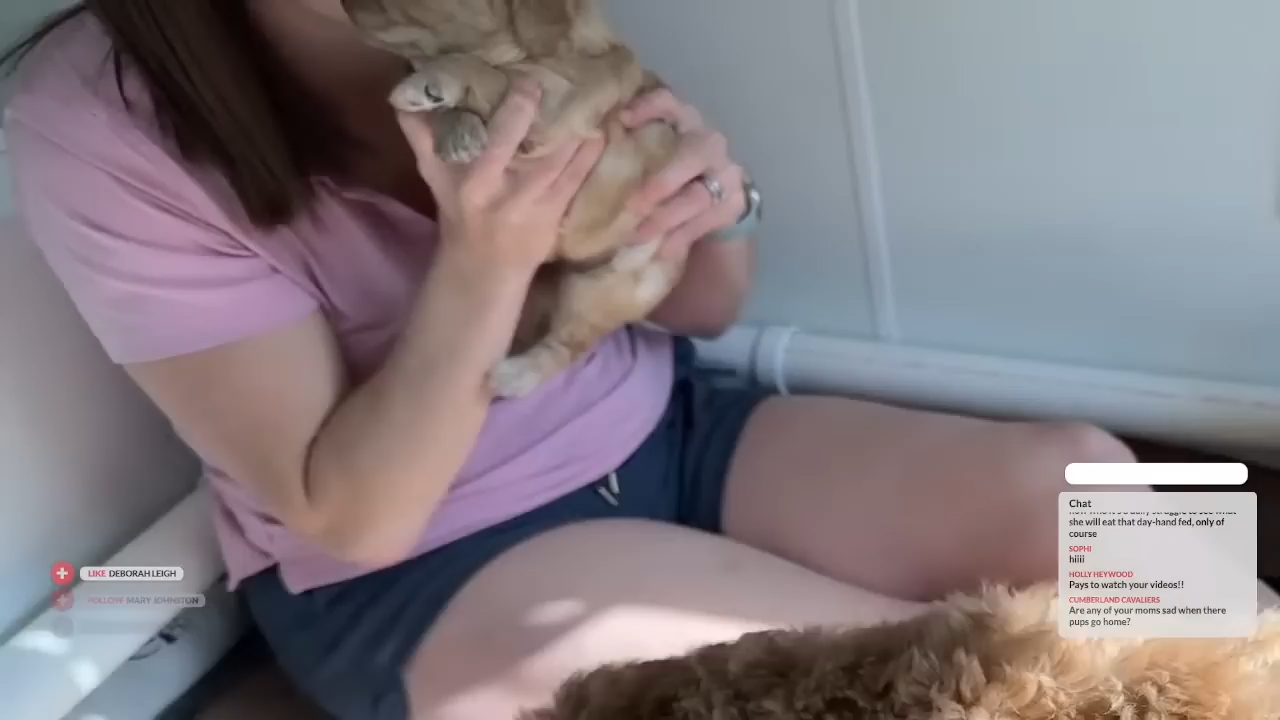 Chat
she will eat that day-hand fed, only of
course
SOPHI
hiiii
HOLLY HEYWOOD
Pays to watch your videos!!
CUMBERLAND CAVALIERS
Are any of your moms sad when there
pups go home?
LIKE DEBORAH LEIGH
FOLLOW MARY JOHNSTON